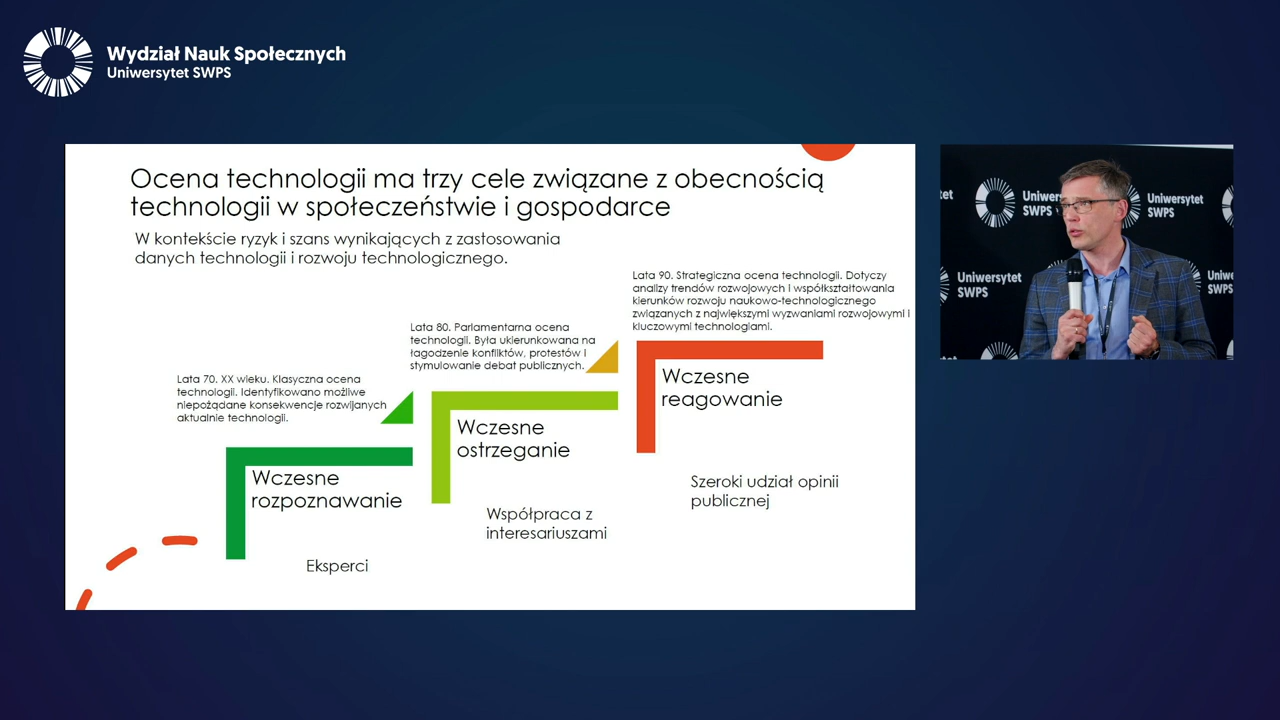 Wydział Nauk Społecznych
Uniwersytet SWPS
Ocena technologii ma trzy cele związane z obecnością
technologii w społeczeństwie i gospodarce
W kontekście ryzyk i szans wynikających z zastosowania
danych technologii i rozwoju technologicznego.
Lata 70. XX wieku. Klasyczna ocena
technologii. Identyfikowano możliwe
niepożądane konsekwencje rozwijanych
aktualnie technologii.
Wczesne
rozpoznawanie
Eksperci
Lata 80. Parlamentarna ocena
technologii. Była ukierunkowana na
łagodzenie konfliktów, protestów i
stymulowanie debat publicznych.
Wczesne
ostrzeganie
Współpraca z
interesariuszami
Lata 90. Strategiczna ocena technologii. Dotyczy
analizy trendów rozwojowych i współkształtowania
kierunków rozwoju naukowo-technologicznego
związanych z największymi wyzwaniami rozwojowymi i
kluczowymi technologiami.
Wczesne
reagowanie
Szeroki udział opinii
publicznej
Uniwersytet
SWPS
Uniwersytet
SWPS